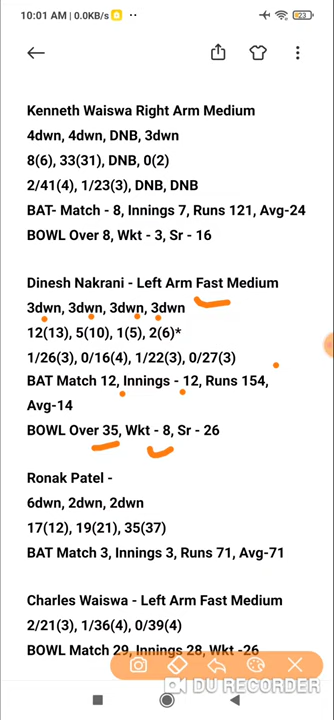 10:01 AM | 0.0KB/s
23
Kenneth Waiswa Right Arm Medium
4dwn, 4dwn, DNB, 3dwn
8(6), 33(31), DNB, 0(2)
2/41(4), 1/23(3), DNB, DNB
BAT- Match - 8, Innings 7, Runs 121, Avg-24
BOWL Over 8, Wkt - 3, Sr - 16
Dinesh Nakrani - Left Arm Fast Medium
3dwn, 3dwn, 3dwn, 3dwn
12(13), 5(10), 1(5), 2(6)*
1/26(3), 0/16(4), 1/22(3), 0/27(3)
BAT Match 12, Innings - 12, Runs 154,
Avg-14
BOWL Over 35, Wkt - 8, Sr - 26
Ronak Patel -
6dwn, 2dwn, 2dwn
17(12), 19(21), 35(37)
BAT Match 3, Innings 3, Runs 71, Avg-71
Charles Waiswa - Left Arm Fast Medium
2/21(3), 1/36(4), 0/39(4)
BOWL Match 29, Innings 28, Wkt -26
DU RECORDER